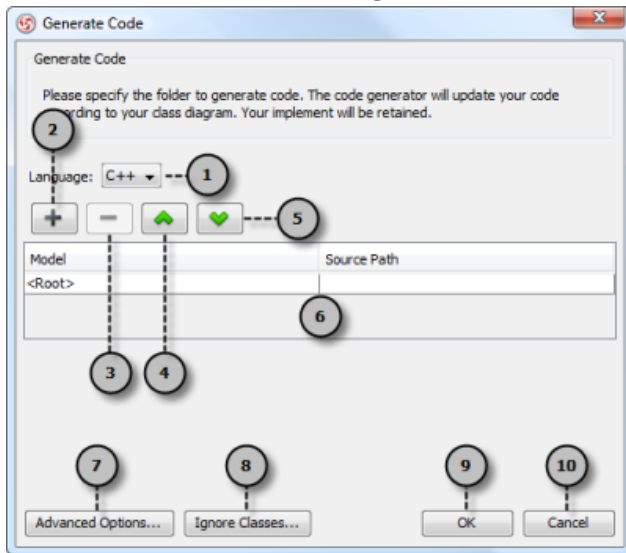 Generate Code
Generate Code
Please specify the folder to generate code. The code generator will update your code
ording to your class diagram. Your implement will be retained.
2
Language: C++ 1
5
Model Source Path
<Root>
6
3 4
7 8 9 10
Advanced Options... Ignore Classes... OK Cancel